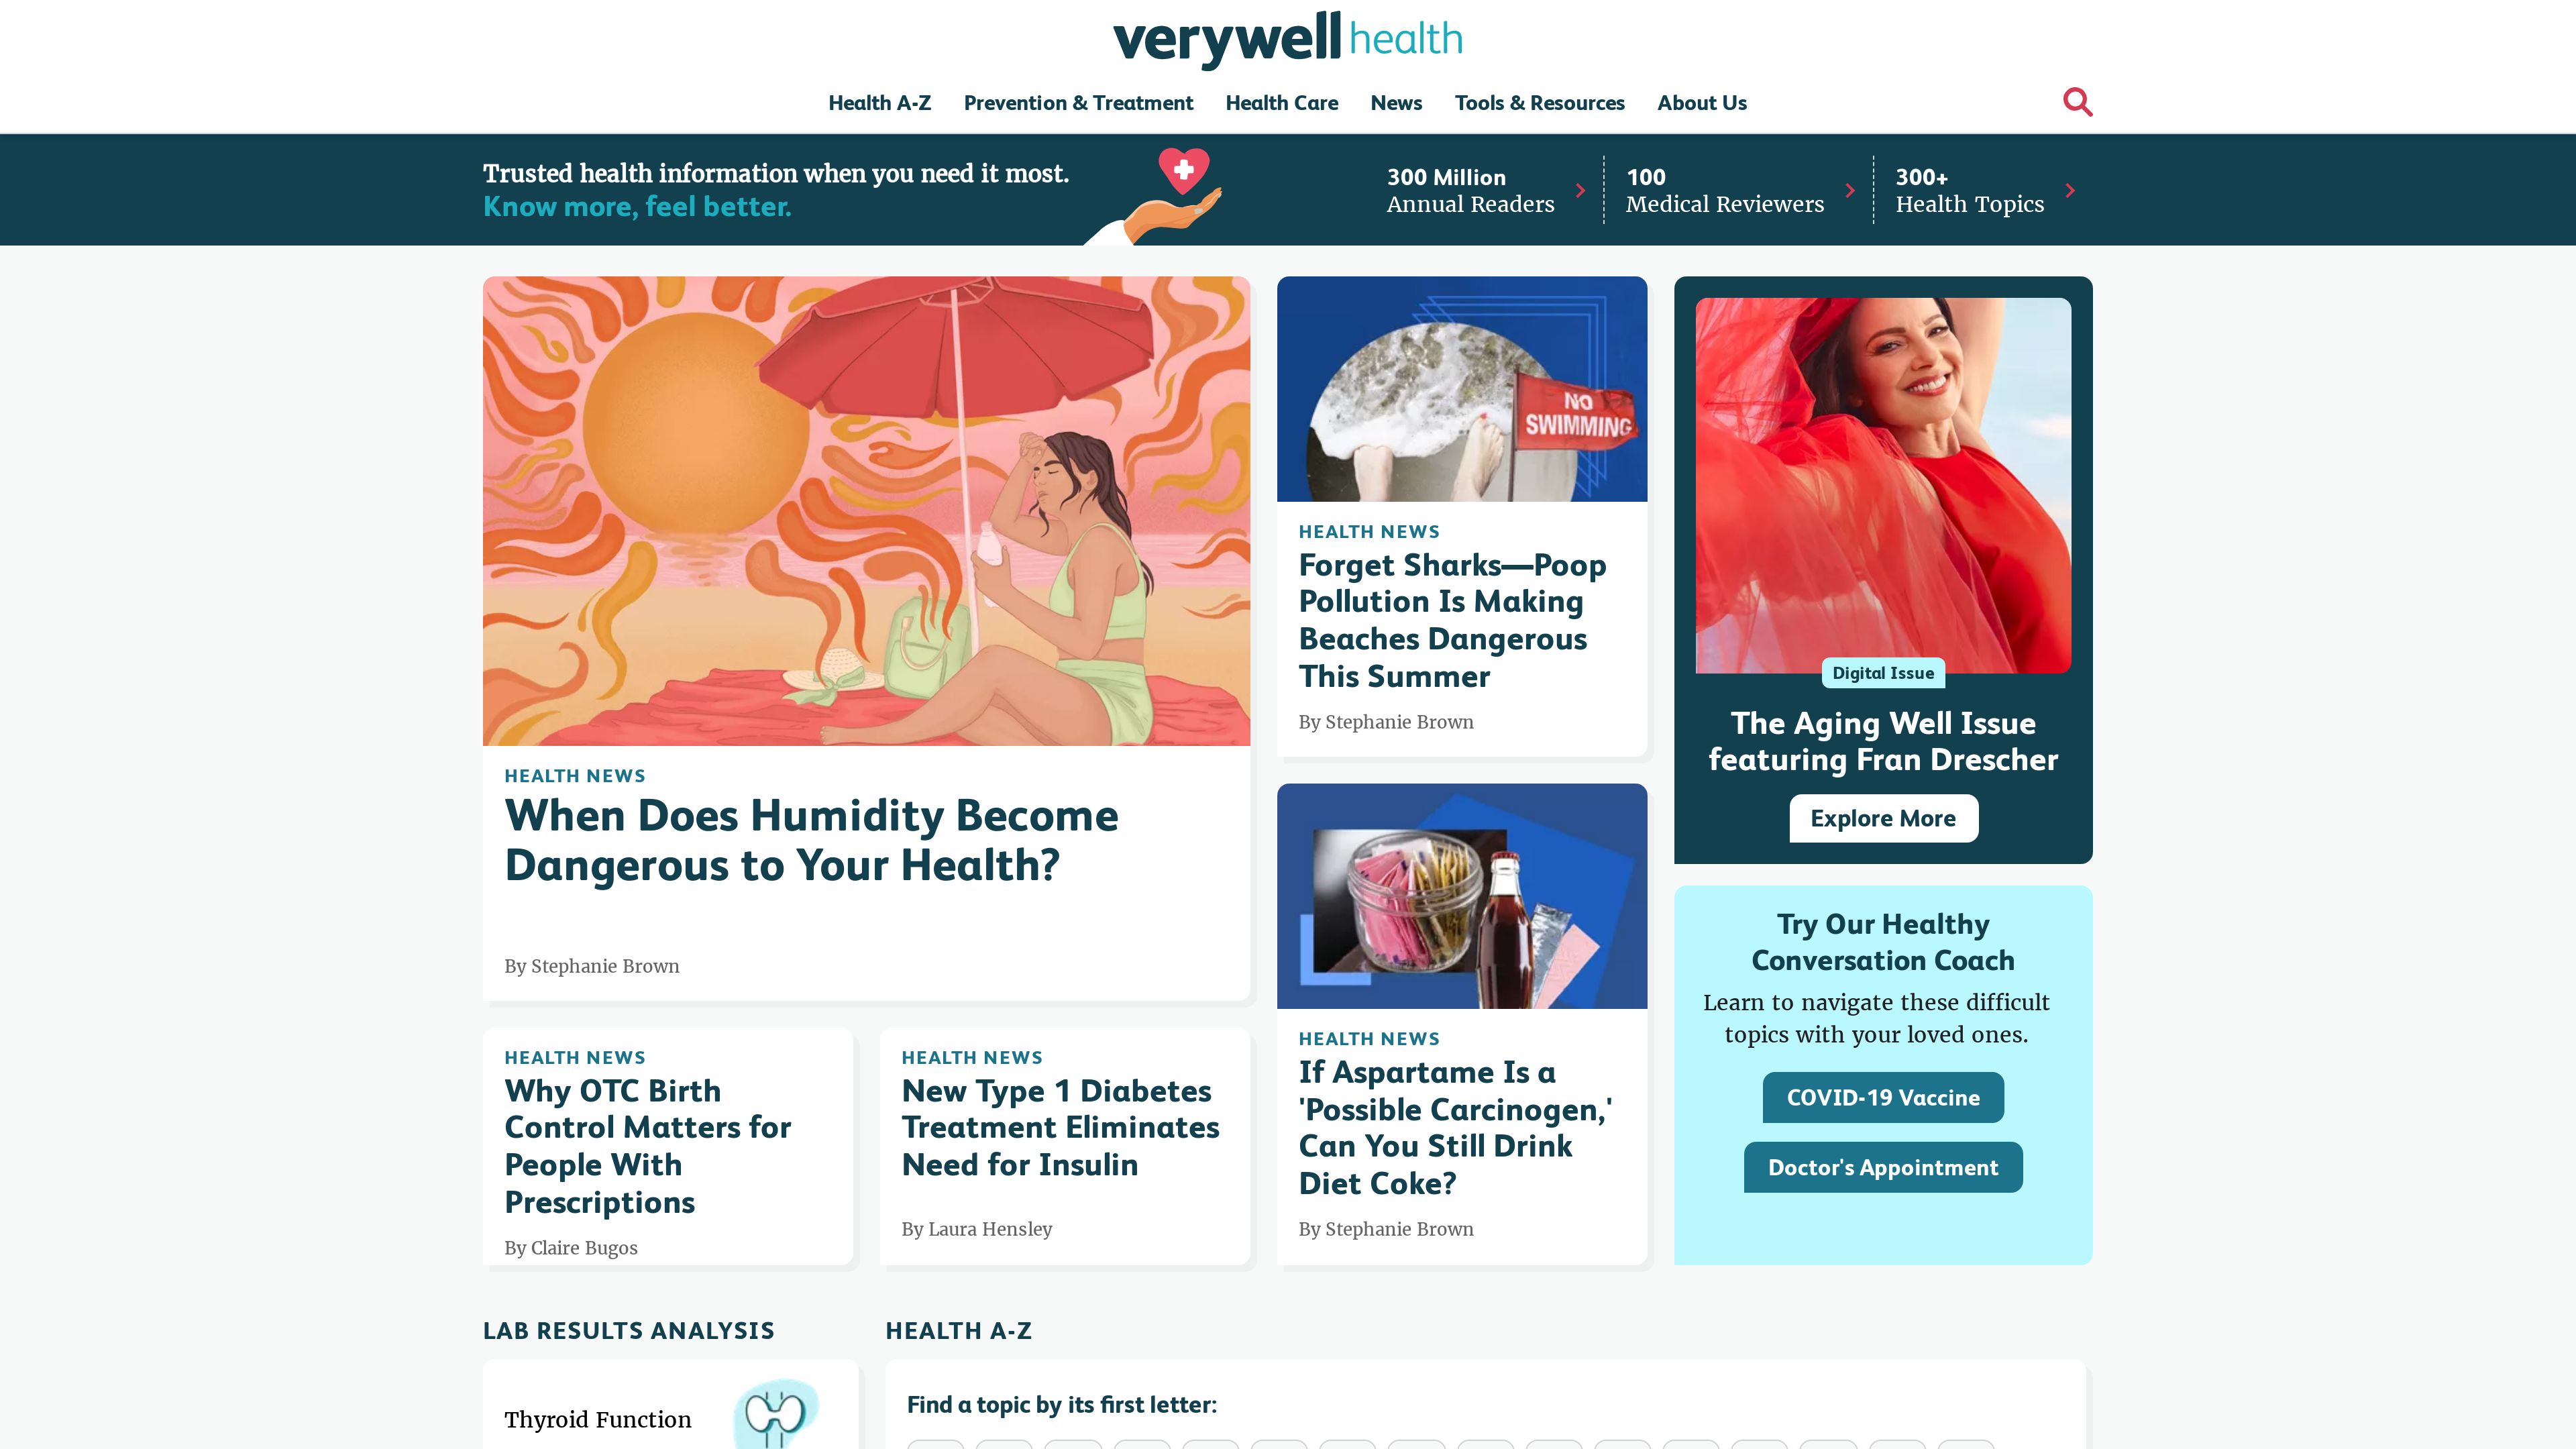 verywell health
Health A-Z Prevention & Treatment Health Care News Tools & Resources About Us
Trusted health information when you need it most.
Know more, feel better.
300 Million
Annual Readers
100
Medical Reviewers
300+
Health Topics
HEALTH NEWS
When Does Humidity Become
Dangerous to Your Health?
By Stephanie Brown
HEALTH NEWS
Why OTC Birth
Control Matters for
People With
Prescriptions
By Claire Bugos
HEALTH NEWS
New Type 1 Diabetes
Treatment Eliminates
Need for Insulin
By Laura Hensley
NO
SWIMMING
HEALTH NEWS
Forget Sharks—Poop
Pollution Is Making
Beaches Dangerous
This Summer
By Stephanie Brown
HEALTH NEWS
If Aspartame Is a
'Possible Carcinogen,'
Can You Still Drink
Diet Coke?
By Stephanie Brown
Digital Issue
The Aging Well Issue
featuring Fran Drescher
Explore More
Try Our Healthy
Conversation Coach
Learn to navigate these difficult
topics with your loved ones.
COVID-19 Vaccine
Doctor's Appointment
LAB RESULTS ANALYSIS
Thyroid Function
HEALTH A-Z
Find a topic by its first letter: